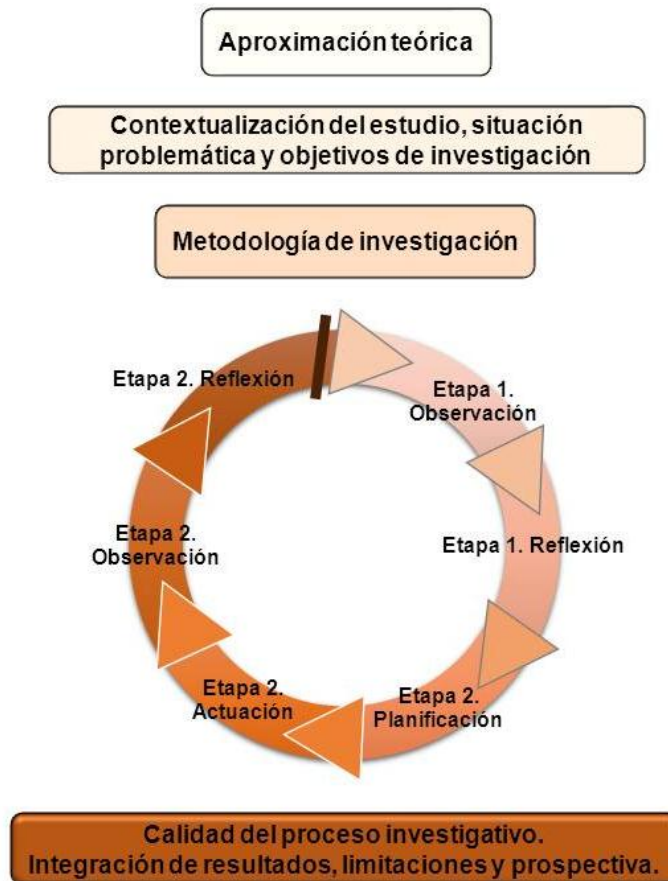 Aproximación teórica
Contextualización del estudio, situación
problemática y objetivos de investigación
Metodología de investigación
Etapa 1.
Observación
Etapa 1. Reflexión
Etapa 2.
Planificación
Etapa 2.
Actuación
Etapa 2.
Observación
Etapa 2. Reflexión
Calidad del proceso investigativo.
Integración de resultados, limitaciones y prospectiva.